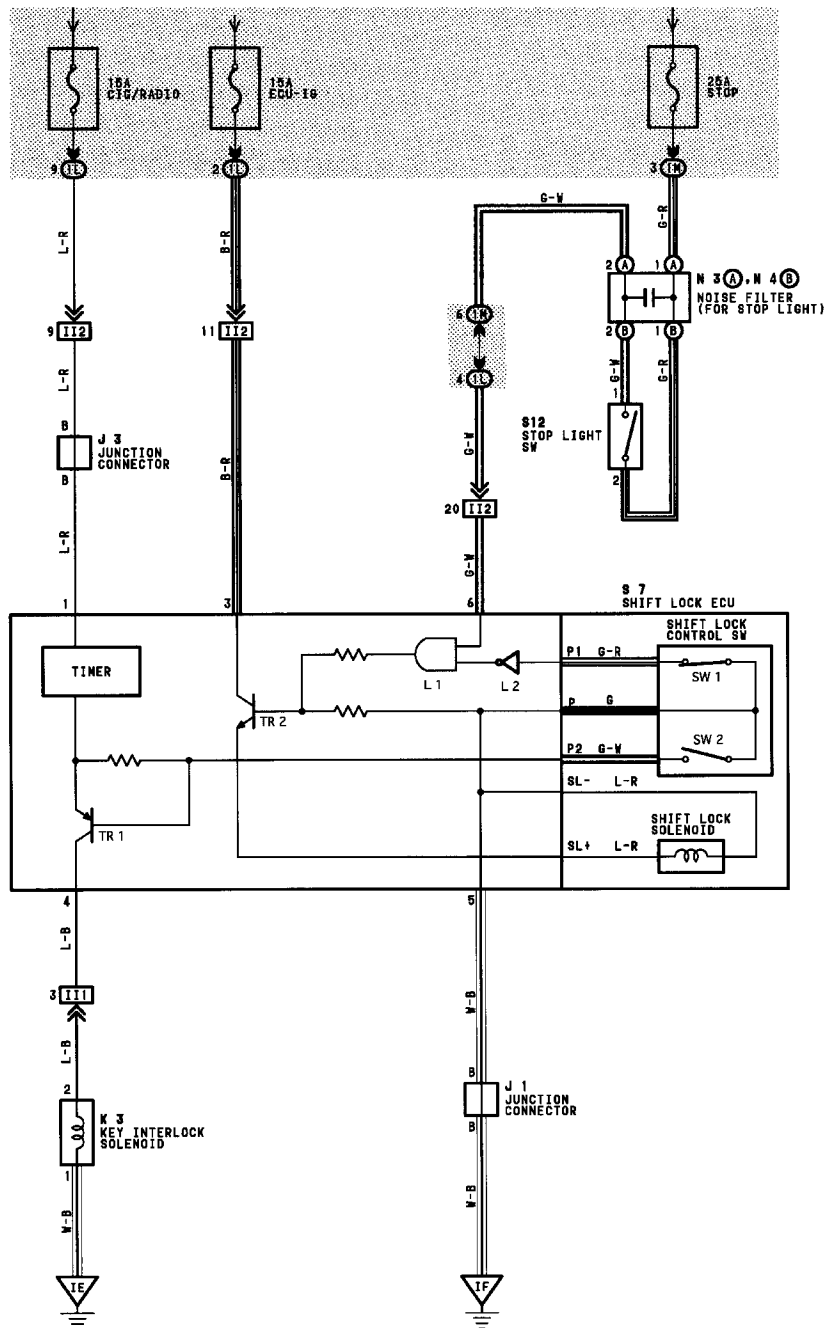 15A
CIG/RADIO
15A
ECU-IG
25A
STOP
9 1L
2 1L
3 1M
L-R
B-R
G-W
G-R
2 A
1 A
N 3 A , N 4 B
NOISE FILTER
(FOR STOP LIGHT)
6 1M
9 II2
11 II2
2 B
1 B
4 1L
L-R
G-W
G-R
1
B
J 3
JUNCTION
CONNECTOR
B
S12
STOP LIGHT
SW
B-R
G-W
2
20 II2
L-R
G-W
1
3
6
S 7
SHIFT LOCK ECU
SHIFT LOCK
CONTROL SW
TIMER
L 1
L 2
P1 G-R
SW 1
TR 2
P G
P2 G-W
SW 2
SL- L-R
TR 1
SHIFT LOCK
SOLENOID
SL+ L-R
4
5
L-B
3 II1
W-B
L-B
2
K 3
KEY INTERLOCK
SOLENOID
1
B
J 1
JUNCTION
CONNECTOR
B
W-B
W-B
IE
IF